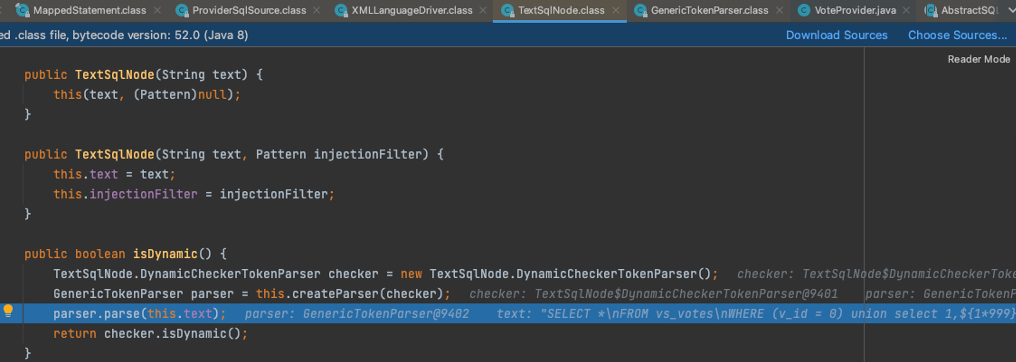 MappedStatement.class × ProviderSqlSource.class × XMLLanguageDriver.class × TextSqlNode.class × GenericTokenParser.class × VoteProvider.java × AbstractSQL
ed .class file, bytecode version: 52.0 (Java 8) Download Sources Choose Sources...
Reader Mode
public TextSqlNode(String text) {
this(text, (Pattern)null);
}
public TextSqlNode(String text, Pattern injectionFilter) {
this.text = text;
this.injectionFilter = injectionFilter;
}
public boolean isDynamic() {
TextSqlNode.DynamicCheckerTokenParser checker = new TextSqlNode.DynamicCheckerTokenParser(); checker: TextSqlNode$DynamicCheckerToke
GenericTokenParser parser = this.createParser(checker); checker: TextSqlNode$DynamicCheckerTokenParser@9401 parser: GenericToken
parser.parse(this.text); parser: GenericTokenParser@9402 text: "SELECT *\nFROM vs_votes\nWHERE (v_id = 0) union select 1,${1*999}
return checker.isDynamic();
}